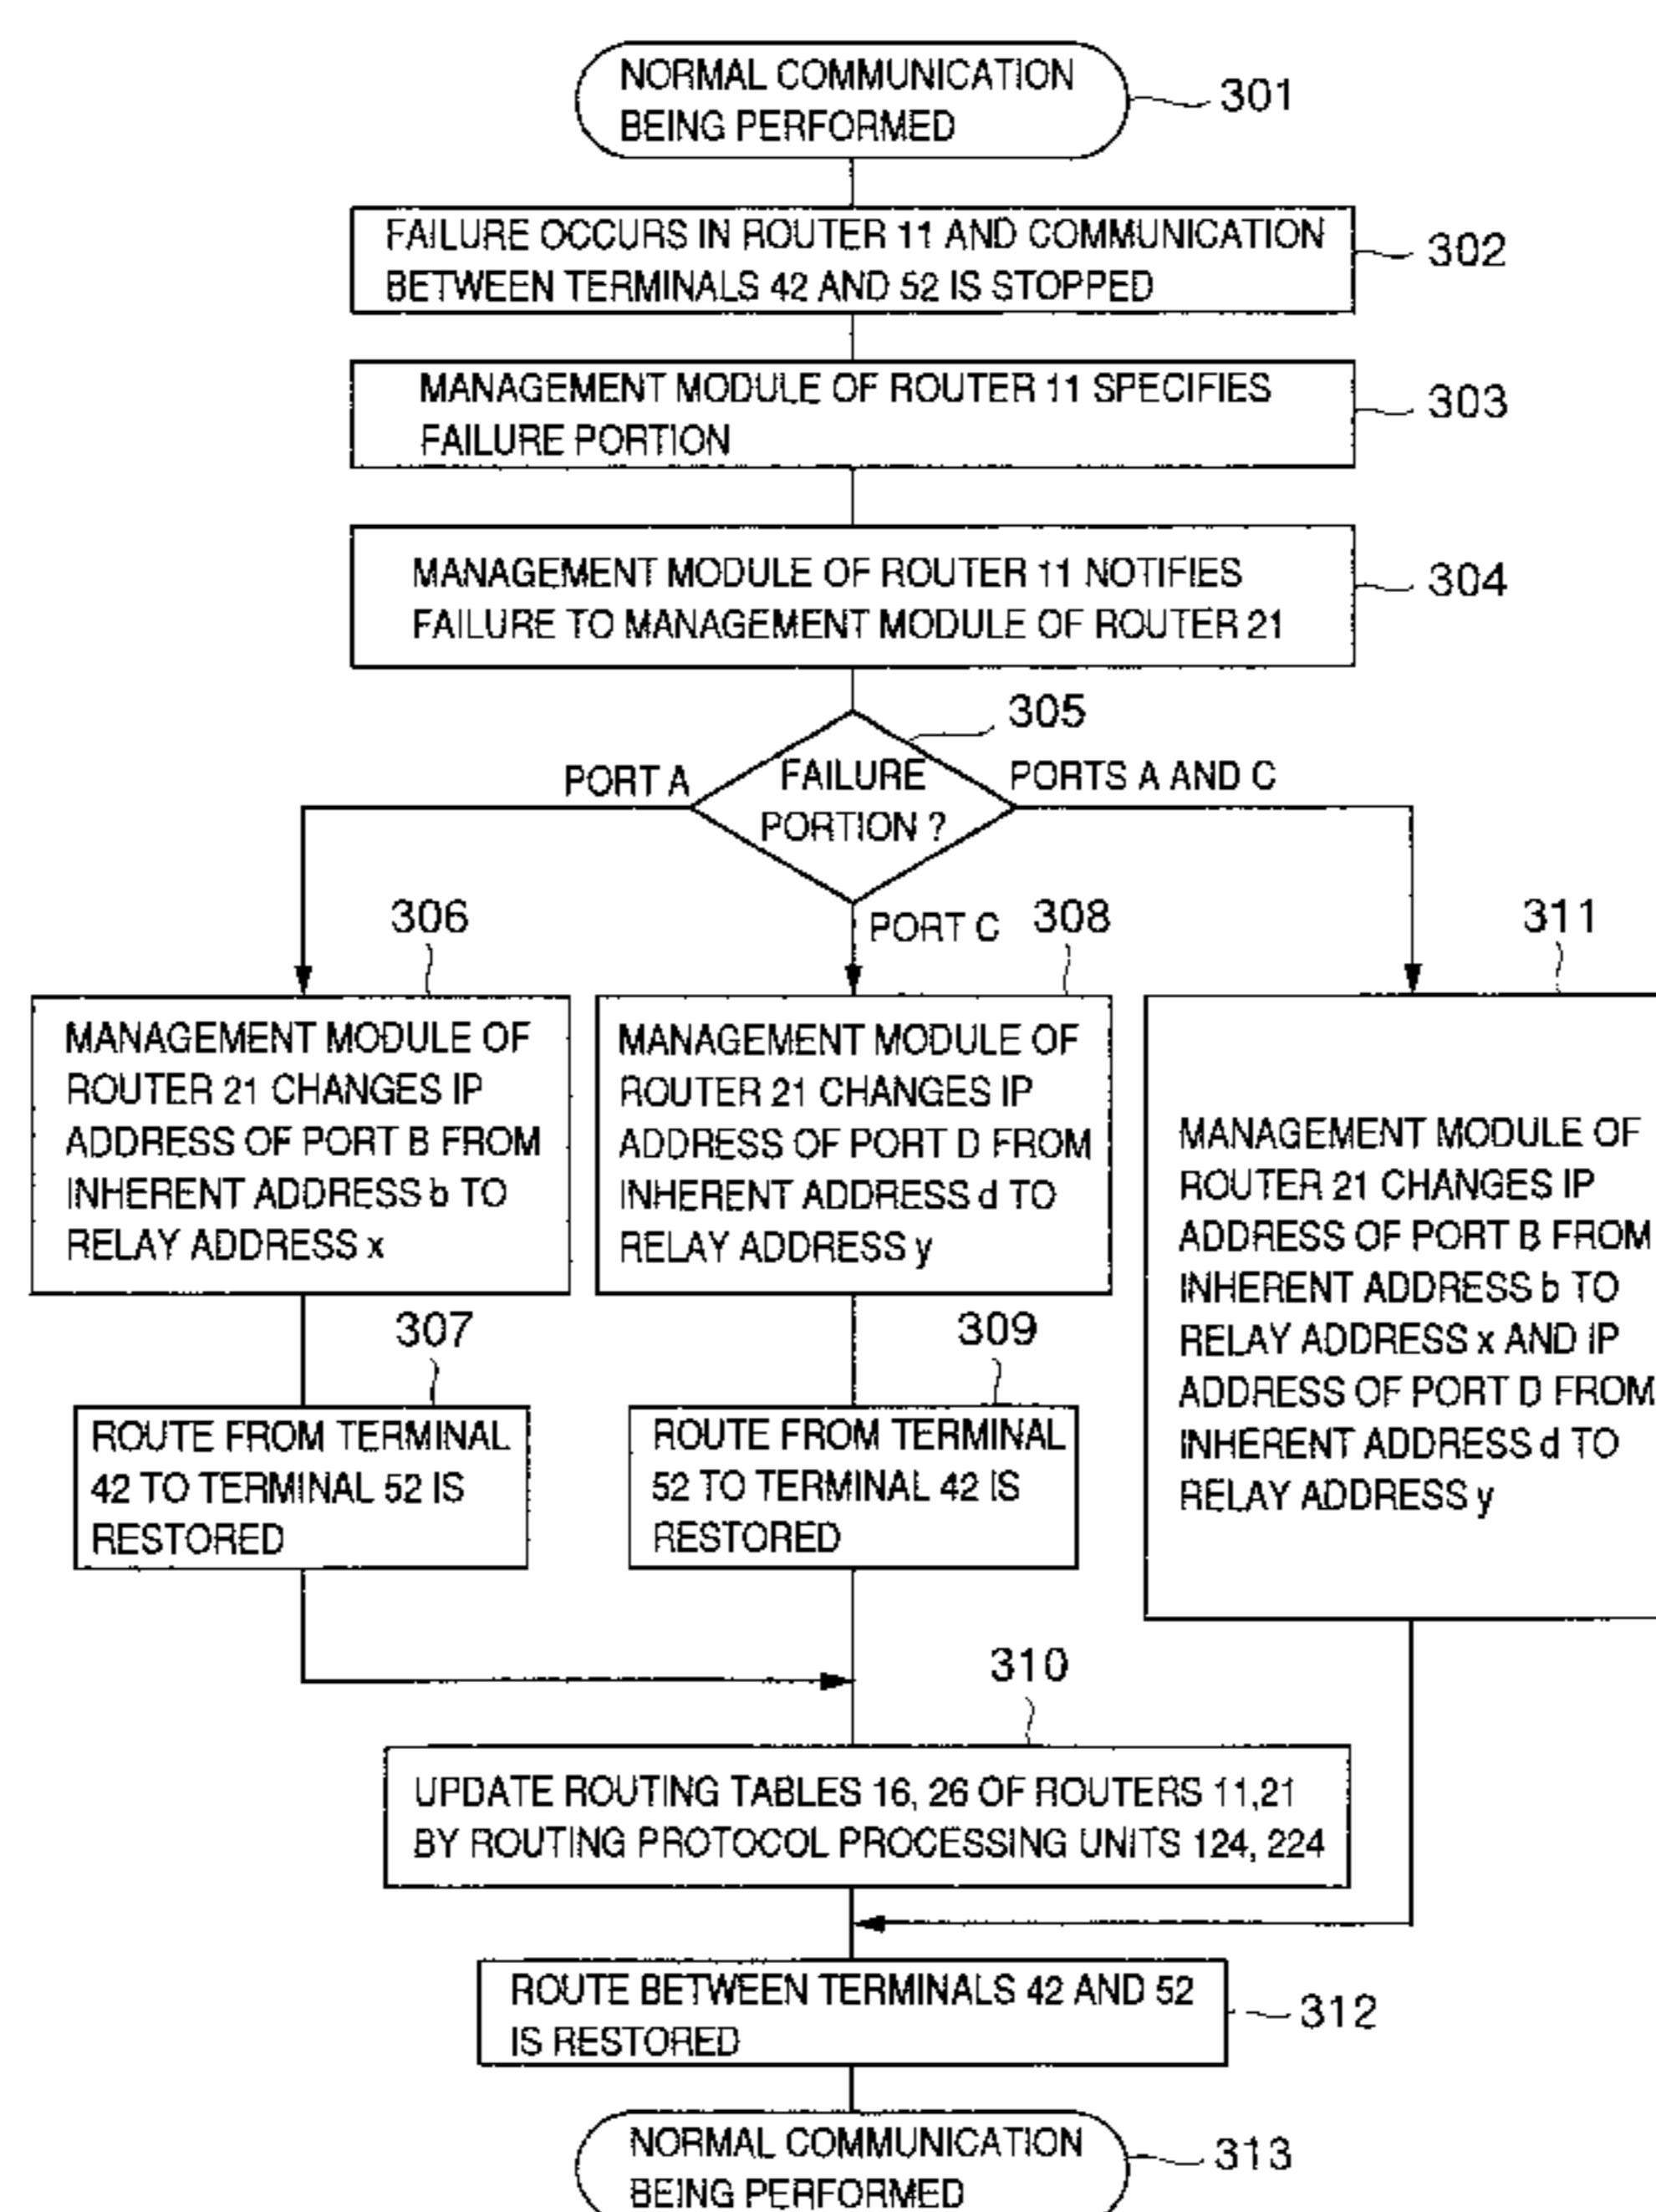 NORMAL COMMUNICATION
BEING PERFORMED
301
FAILURE OCCURS IN ROUTER 11 AND COMMUNICATION
BETWEEN TERMINALS 42 AND 52 IS STOPPED
302
MANAGEMENT MODULE OF ROUTER 11 SPECIFIES
FAILURE PORTION
303
MANAGEMENT MODULE OF ROUTER 11 NOTIFIES
FAILURE TO MANAGEMENT MODULE OF ROUTER 21
304
305
PORT A
FAILURE
PORTION ?
PORTS A AND C
PORT C
306
MANAGEMENT MODULE OF
ROUTER 21 CHANGES IP
ADDRESS OF PORT B FROM
INHERENT ADDRESS b TO
RELAY ADDRESS x
308
MANAGEMENT MODULE OF
ROUTER 21 CHANGES IP
ADDRESS OF PORT D FROM
INHERENT ADDRESS d TO
RELAY ADDRESS y
311
MANAGEMENT MODULE OF
ROUTER 21 CHANGES IP
ADDRESS OF PORT B FROM
INHERENT ADDRESS b TO
RELAY ADDRESS x AND IP
ADDRESS OF PORT D FROM
INHERENT ADDRESS d TO
RELAY ADDRESS y
307
ROUTE FROM TERMINAL
42 TO TERMINAL 52 IS
RESTORED
309
ROUTE FROM TERMINAL
52 TO TERMINAL 42 IS
RESTORED
310
UPDATE ROUTING TABLES 16, 26 OF ROUTERS 11,21
BY ROUTING PROTOCOL PROCESSING UNITS 124, 224
ROUTE BETWEEN TERMINALS 42 AND 52
IS RESTORED
312
NORMAL COMMUNICATION
BEING PERFORMED
313